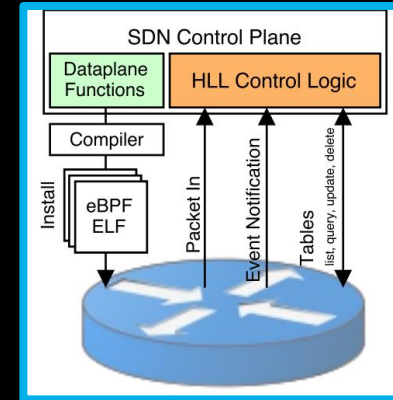 SDN Control Plane
Dataplane
Functions
HLL Control Logic
Compiler
Install
eBPF
ELF
Packet In
Event Notification
Tables
list, query, update, delete